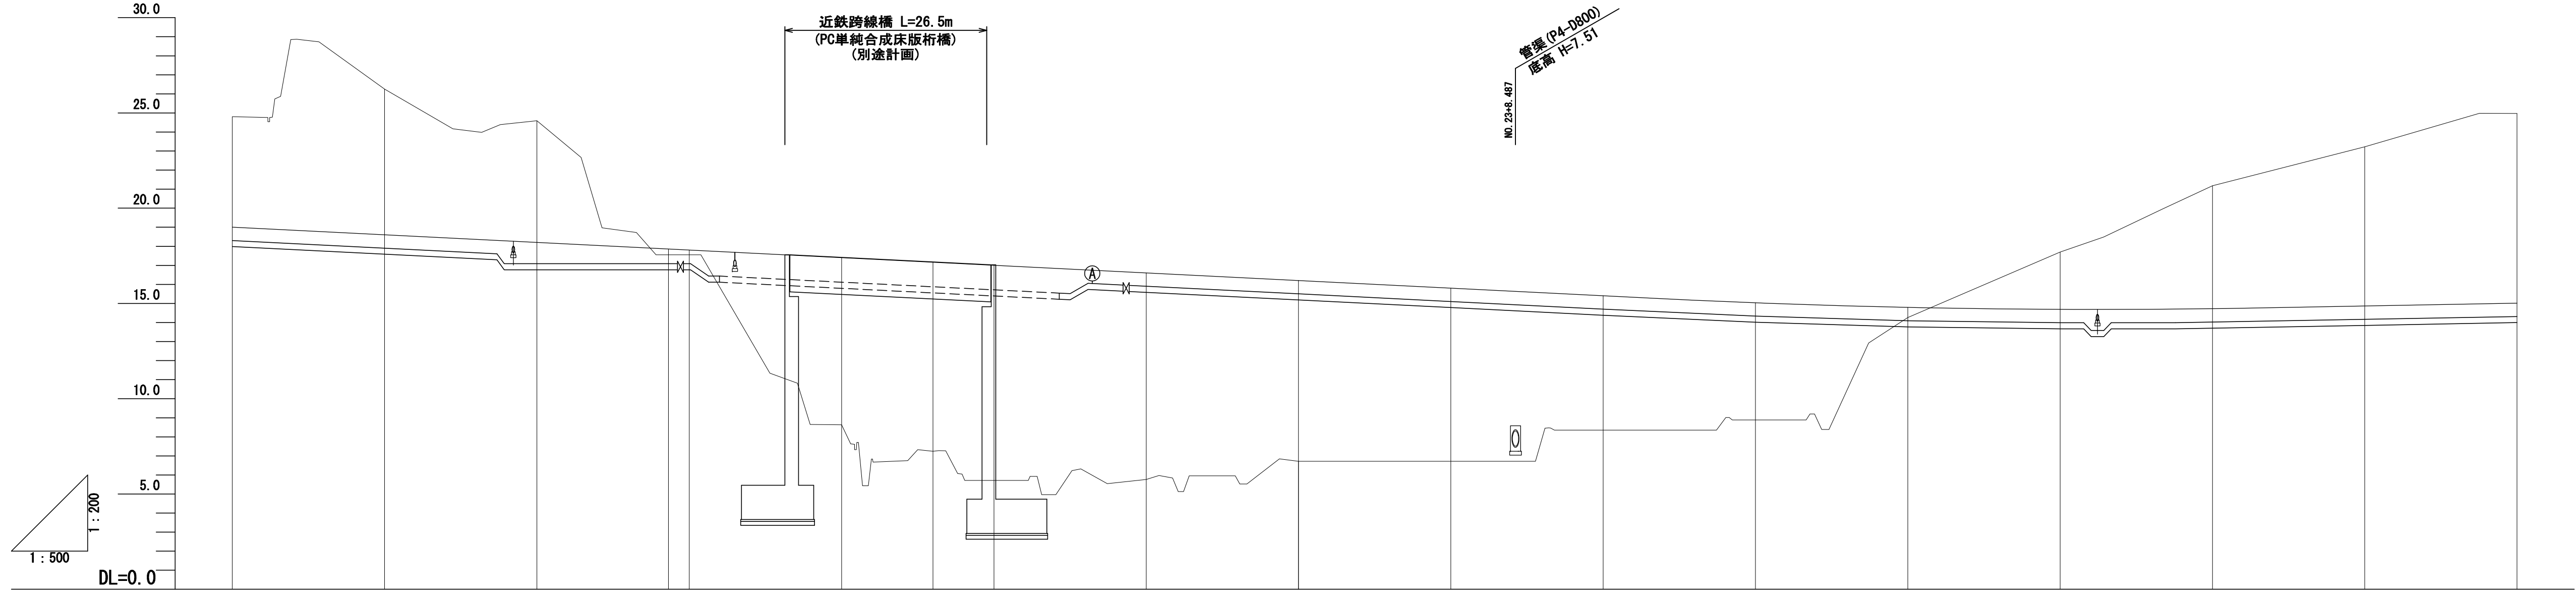 30.0
25.0
20.0
15.0
10.0
5.0
DL=0.0
1：200
1：500
近鉄跨線橋 L=26.5m
(PC単純合成床版桁橋)
(別途計画)
管渠(P4-D800)
底高 H=7.51
NO.23+8.487
A